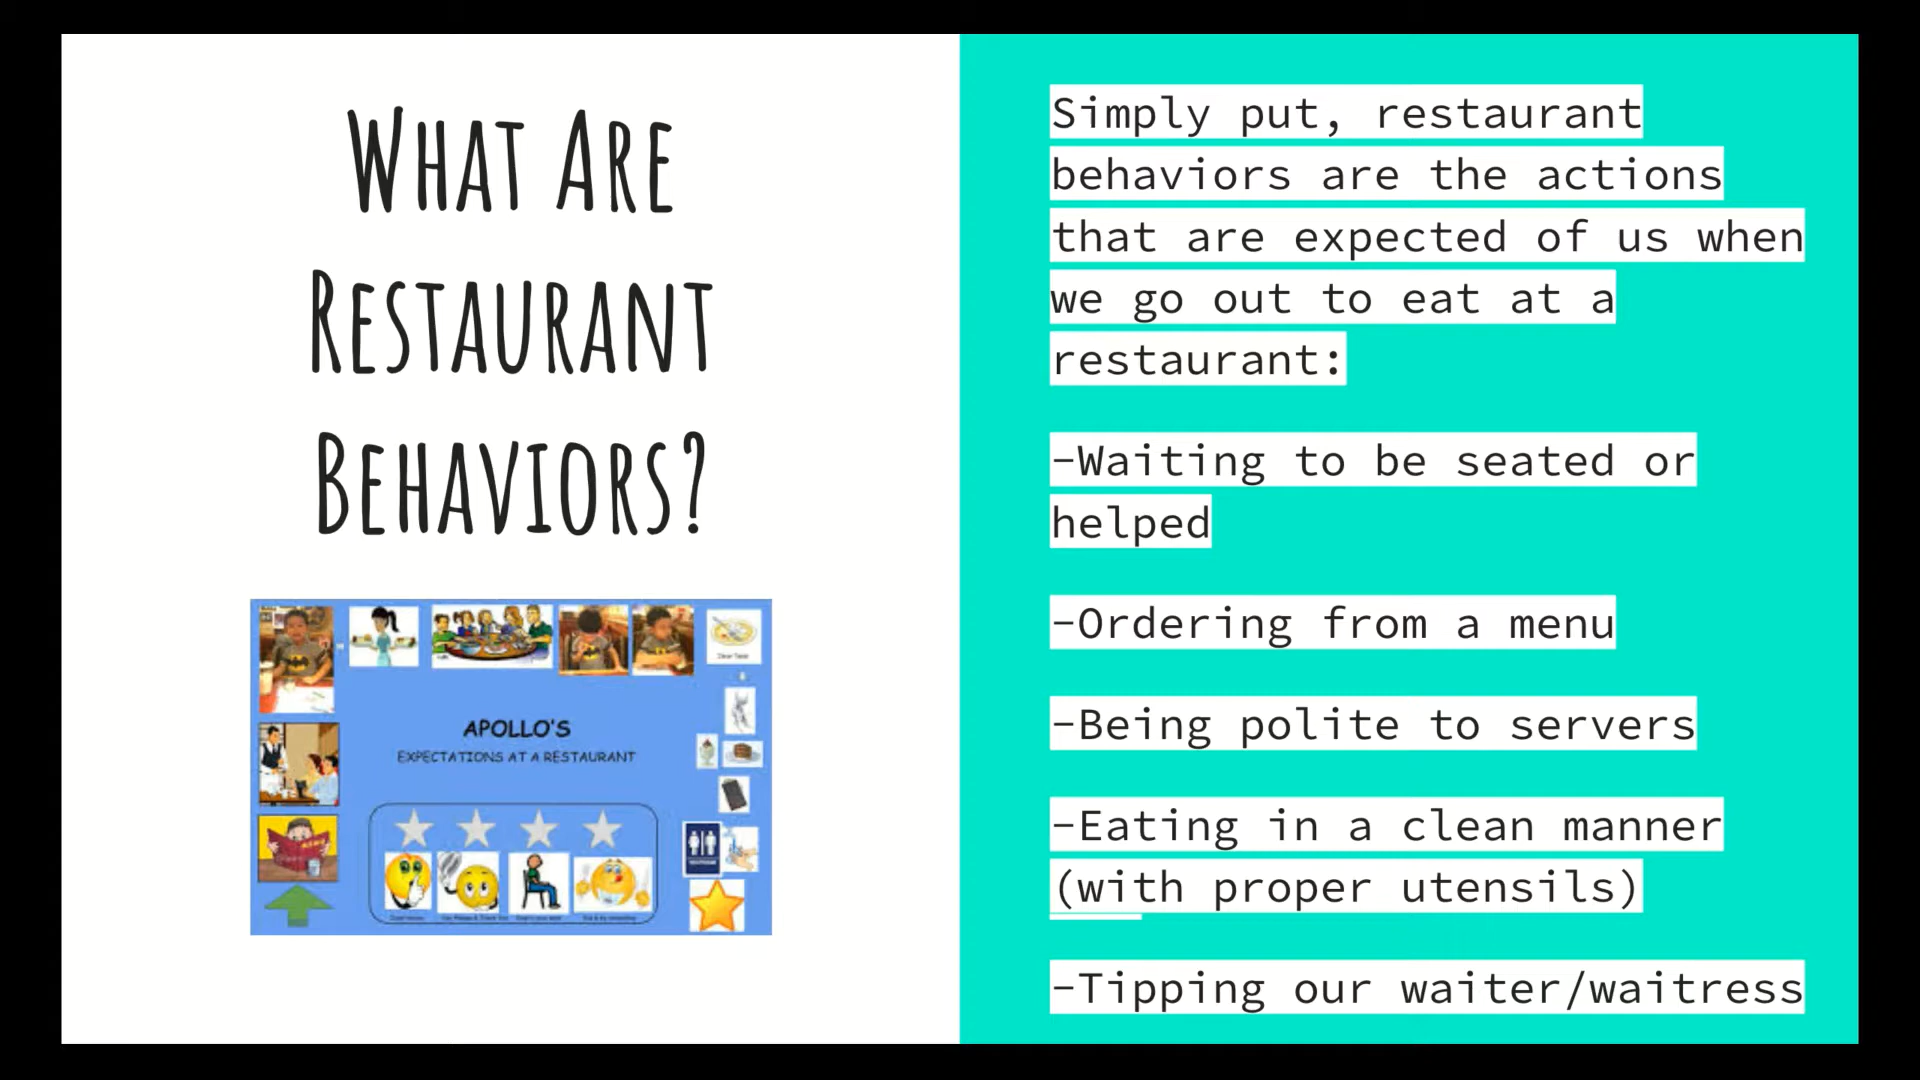 What Are
Restaurant
Behaviors?
APOLLO'S
EXPECTATIONS AT A RESTAURANT
Simply put, restaurant
behaviors are the actions
that are expected of us when
we go out to eat at a
restaurant:
-Waiting to be seated or
helped
-Ordering from a menu
-Being polite to servers
-Eating in a clean manner
(with proper utensils)
-Tipping our waiter/waitress